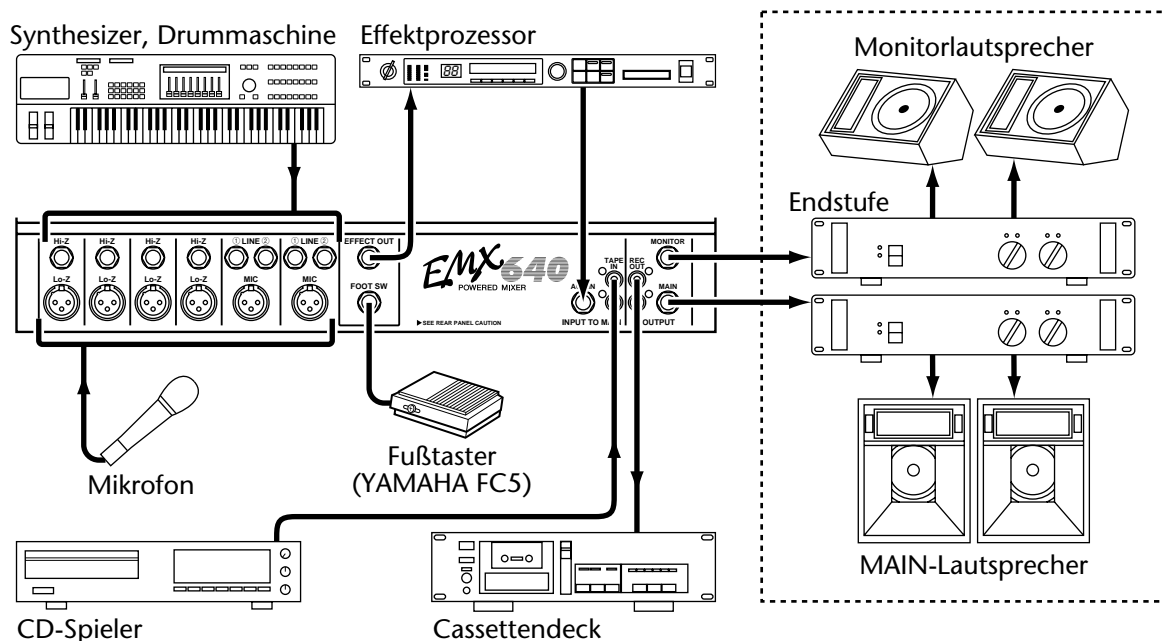 Synthesizer, Drummaschine
Effektprozessor
Monitorlautsprecher
Endstufe
Hi-Z
Hi-Z
Hi-Z
Hi-Z
① LINE ②
① LINE ②
EFFECT OUT
Lo-Z
Lo-Z
Lo-Z
Lo-Z
MIC
MIC
FOOT SW
EMX 640
POWERED MIXER
▶SEE REAR PANEL CAUTION
TAPE IN
REC OUT
MONITOR
MAIN
OUTPUT
INPUT TO
Mikrofon
Fußtaster
(YAMAHA FC5)
MAIN-Lautsprecher
CD-Spieler
Cassettendeck